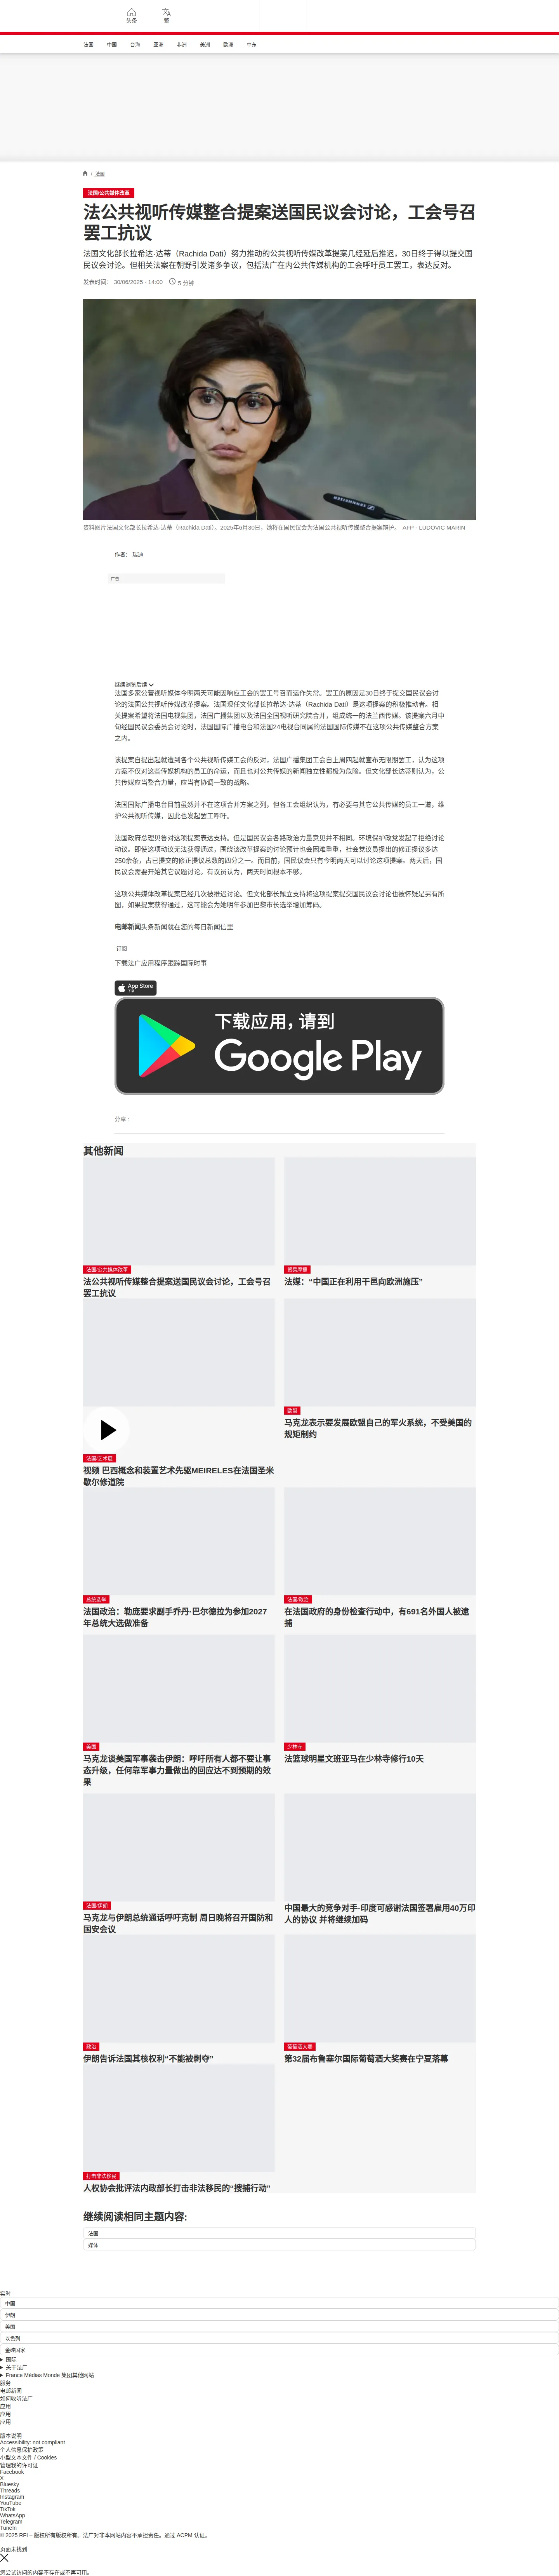 头条
繁
法国
中国
台海
亚洲
非洲
美洲
欧洲
中东
/ 法国
法国/公共媒体改革
法公共视听传媒整合提案送国民议会讨论，工会号召
罢工抗议
法国文化部长拉希达·达蒂（Rachida Dati）努力推动的公共视听传媒改革提案几经延后推迟，30日终于得以提交国
民议会讨论。但相关法案在朝野引发诸多争议，包括法广在内公共传媒机构的工会呼吁员工罢工，表达反对。
发表时间： 30/06/2025 - 14:00 5 分钟
SENNHEISER
资料图片法国文化部长拉希达·达蒂（Rachida Dati），2025年6月30日，她将在国民议会为法国公共视听传媒整合提案辩护。 AFP - LUDOVIC MARIN
作者： 瑞迪
广告
继续浏览后续
法国多家公营视听媒体今明两天可能因响应工会的罢工号召而运作失常。罢工的原因是30日终于提交国民议会讨
论的法国公共视听传媒改革提案。法国现任文化部长拉希达·达蒂（Rachida Dati）是这项提案的积极推动者。相
关提案希望将法国电视集团，法国广播集团以及法国全国视听研究院合并，组成统一的法兰西传媒。该提案六月中
旬经国民议会委员会讨论时，法国国际广播电台和法国24电视台同属的法国国际传媒不在这项公共传媒整合方案
之内。
该提案自提出起就遭到各个公共视听传媒工会的反对，法国广播集团工会自上周四起就宣布无限期罢工，认为这项
方案不仅对这些传媒机构的员工的命运，而且也对公共传媒的新闻独立性都极为危险。但文化部长达蒂则认为，公
共传媒应当整合力量，应当有协调一致的战略。
法国国际广播电台目前虽然并不在这项合并方案之列，但各工会组织认为，有必要与其它公共传媒的员工一道，维
护公共视听传媒，因此也发起罢工呼吁。
法国政府总理贝鲁对这项提案表达支持。但是国民议会各路政治力量意见并不相同。环境保护政党发起了拒绝讨论
动议。即使这项动议无法获得通过，围绕该改革提案的讨论预计也会困难重重，社会党议员提出的修正提议多达
250余条，占已提交的修正提议总数的四分之一。而目前，国民议会只有今明两天可以讨论这项提案。两天后，国
民议会需要开始其它议题讨论。有议员认为，两天时间根本不够。
这项公共媒体改革提案已经几次被推迟讨论。但文化部长鼎立支持将这项提案提交国民议会讨论也被怀疑是另有所
图，如果提案获得通过，这可能会为她明年参加巴黎市长选举增加筹码。
电邮新闻头条新闻就在您的每日新闻信里
订阅
下载法广应用程序跟踪国际时事
App Store
下载
下载应用，请到
Google Play
分享 :
其他新闻
法国/公共媒体改革
法公共视听传媒整合提案送国民议会讨论，工会号召
罢工抗议
贸易摩擦
法媒：“中国正在利用干邑向欧洲施压”
法国/艺术展
视频 巴西概念和装置艺术先驱MEIRELES在法国圣米
歇尔修道院
欧盟
马克龙表示要发展欧盟自己的军火系统，不受美国的
规矩制约
总统选举
法国政治：勒庞要求副手乔丹·巴尔德拉为参加2027
年总统大选做准备
法国/政治
在法国政府的身份检查行动中，有691名外国人被逮
捕
美国
马克龙谈美国军事袭击伊朗：呼吁所有人都不要让事
态升级，任何靠军事力量做出的回应达不到预期的效
果
少林寺
法篮球明星文班亚马在少林寺修行10天
法国/伊朗
马克龙与伊朗总统通话呼吁克制 周日晚将召开国防和
国安会议
中国最大的竞争对手-印度可感谢法国签署雇用40万印
人的协议 并将继续加码
政治
伊朗告诉法国其核权利”不能被剥夺”
葡萄酒大赛
第32届布鲁塞尔国际葡萄酒大奖赛在宁夏落幕
打击非法移民
人权协会批评法内政部长打击非法移民的“搜捕行动”
继续阅读相同主题内容:
法国
媒体
实时
中国
伊朗
美国
以色列
金砖国家
国际
关于法广
France Médias Monde 集团其他网站
服务
电邮新闻
如何收听法广
应用
应用
应用
版本说明
Accessibility: not compliant
个人信息保护政策
小型文本文件 / Cookies
管理我的许可证
Facebook
X
Bluesky
Threads
Instagram
YouTube
TikTok
WhatsApp
Telegram
TuneIn
© 2025 RFI – 版权所有版权所有。法广对非本网站内容不承担责任。通过 ACPM 认证。
页面未找到
您尝试访问的内容不存在或不再可用。